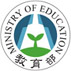 MINISTRY OF EDUCATION
教育部